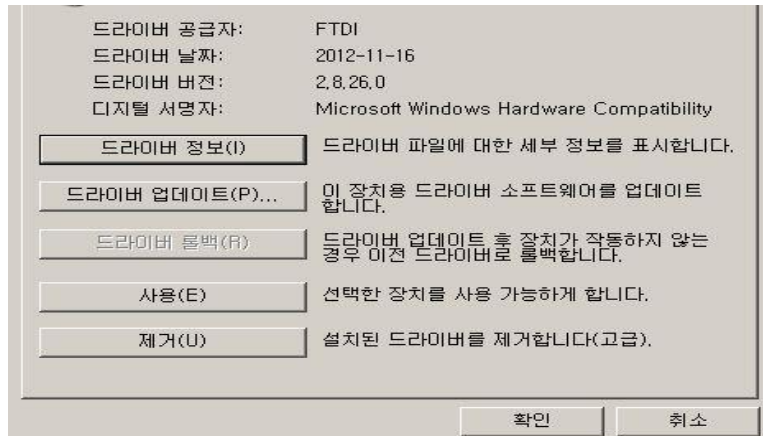 드라이버 공급자: FTDI
드라이버 날짜: 2012-11-16
드라이버 버전: 2.8.26.0
디지털 서명자: Microsoft Windows Hardware Compatibility
드라이버 정보(I) 드라이버 파일에 대한 세부 정보를 표시합니다.
드라이버 업데이트(P)... 이 장치용 드라이버 소프트웨어를 업데이트
합니다.
드라이버 롤백(R) 드라이버 업데이트 후 장치가 작동하지 않는
경우 이전 드라이버로 롤백합니다.
사용(E) 선택한 장치를 사용 가능하게 합니다.
제거(U) 설치된 드라이버를 제거합니다(고급).
확인 취소